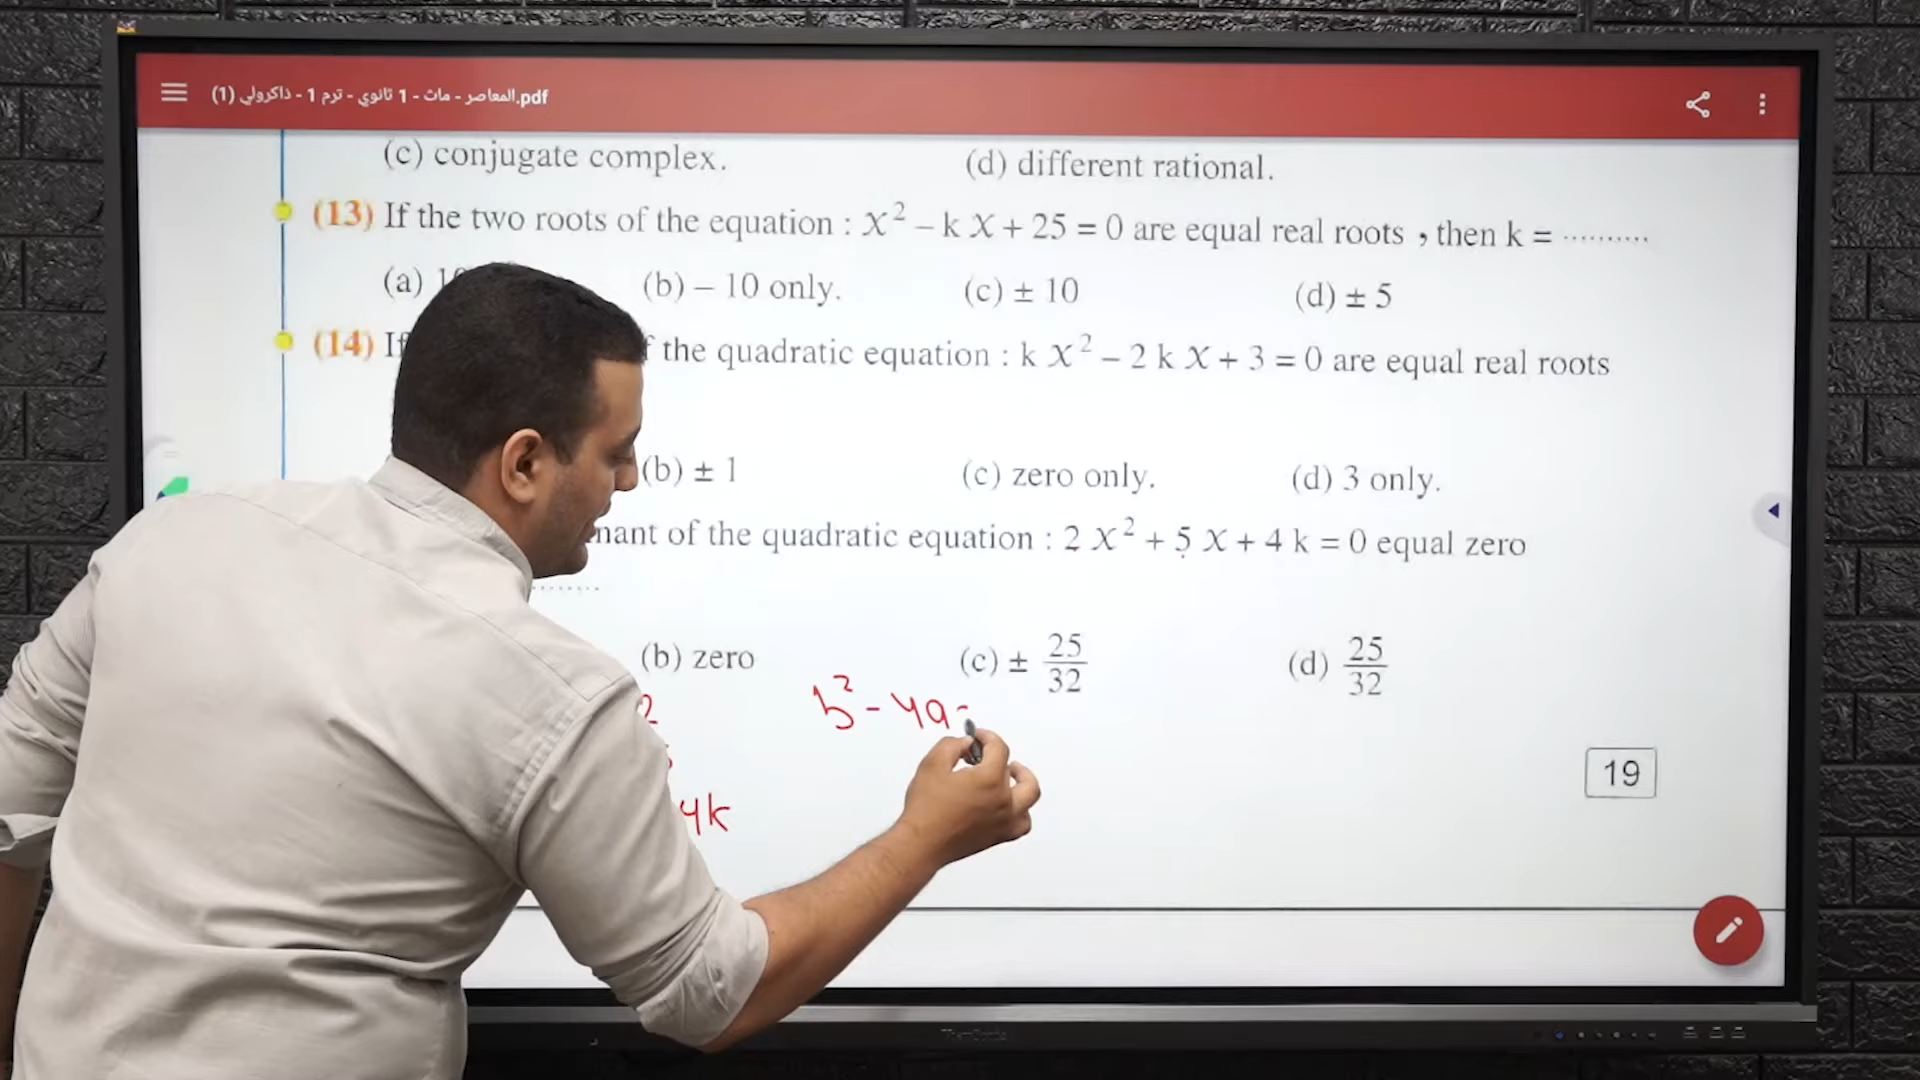 المعاصر - ماث - 1 ثانوي - ترم 1 - ذاكرولي (1).pdf
(c) conjugate complex. (d) different rational.
(13) If the two roots of the equation : X² – k X + 25 = 0 are equal real roots , then k = ..........
(a) (b) – 10 only. (c) ± 10 (d) ± 5
(14) If the quadratic equation : k X² – 2 k X + 3 = 0 are equal real roots
(b) ± 1 (c) zero only. (d) 3 only.
of the quadratic equation : 2 X² + 5 X + 4 k = 0 equal zero
(b) zero (c) ± 25/32 (d) 25/32
2 b² - 4a
4k
19